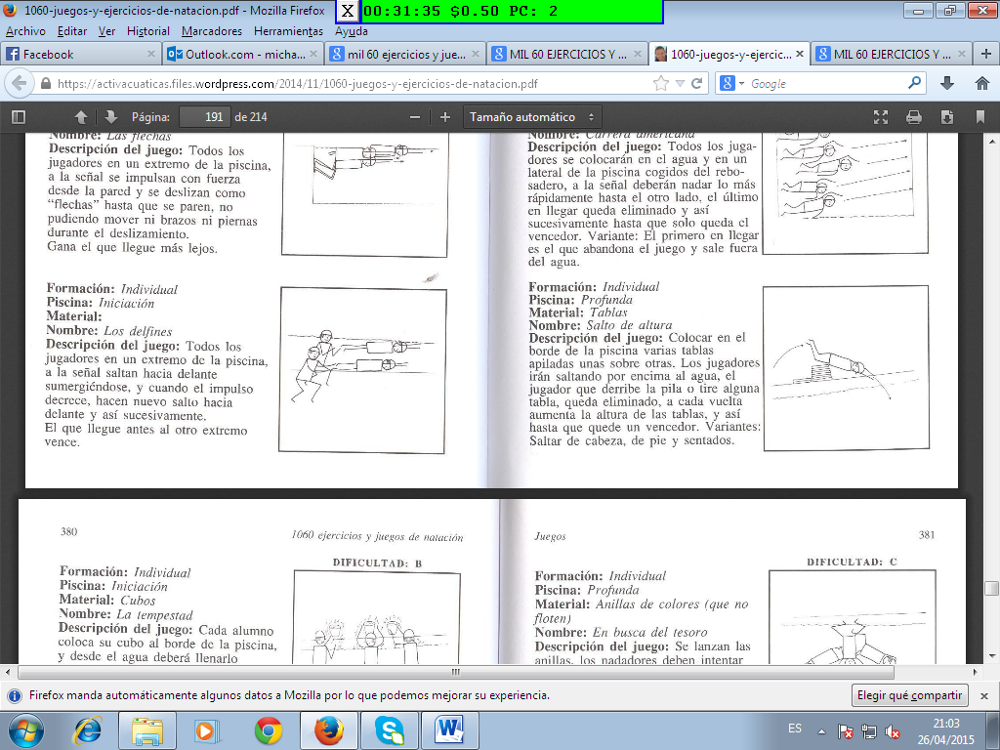 1060-juegos-y-ejercicios-de-natacion.pdf - Mozilla Firefox
X 00:31:35 $0.50 PC: 2
Archivo Editar Ver Historial Marcadores Herramientas Ayuda
Facebook
Outlook.com - micha...
mil 60 ejercicios y jue...
MIL 60 EJERCICIOS Y ...
1060-juegos-y-ejercic...
MIL 60 EJERCICIOS Y ...
https://activacuaticas.files.wordpress.com/2014/11/1060-juegos-y-ejercicios-de-natacion.pdf
Google
Página: 191 de 214
Tamaño automático
Nombre: Las flechas
Descripción del juego: Todos los
jugadores en un extremo de la piscina,
a la señal se impulsan con fuerza
desde la pared y se deslizan como
“flechas” hasta que se paren, no
pudiendo mover ni brazos ni piernas
durante el deslizamiento.
Gana el que llegue más lejos.
Formación: Individual
Piscina: Iniciación
Material:
Nombre: Los delfines
Descripción del juego: Todos los
jugadores en un extremo de la piscina,
a la señal saltan hacia delante
sumergiéndose, y cuando el impulso
decrece, hacen nuevo salto hacia
delante y así sucesivamente.
El que llegue antes al otro extremo
vence.
Nombre: Carrera americana
Descripción del juego: Todos los juga-
dores se colocarán en el agua y en un
lateral de la piscina cogidos del rebo-
sadero, a la señal deberán nadar lo más
rápidamente hasta el otro lado, el último
en llegar queda eliminado y así
sucesivamente hasta que solo queda el
vencedor. Variante: El primero en llegar
es el que abandona el juego y sale fuera
del agua.
Formación: Individual
Piscina: Profunda
Material: Tablas
Nombre: Salto de altura
Descripción del juego: Colocar en el
borde de la piscina varias tablas
apiladas unas sobre otras. Los jugadores
irán saltando por encima al agua, el
jugador que derribe la pila o tire alguna
tabla, queda eliminado, a cada vuelta
aumenta la altura de las tablas, y así
hasta que quede un vencedor. Variantes:
Saltar de cabeza, de pie y sentados.
380
1060 ejercicios y juegos de natación
DIFICULTAD: B
Formación: Individual
Piscina: Iniciación
Material: Cubos
Nombre: La tempestad
Descripción del juego: Cada alumno
coloca su cubo al borde de la piscina,
y desde el agua deberá llenarlo
Juegos
381
DIFICULTAD: C
Formación: Individual
Piscina: Profunda
Material: Anillas de colores (que no
floten)
Nombre: En busca del tesoro
Descripción del juego: Se lanzan las
anillas, los nadadores deben intentar
Firefox manda automáticamente algunos datos a Mozilla por lo que podemos mejorar su experiencia.
Elegir qué compartir
ES
21:03
26/04/2015